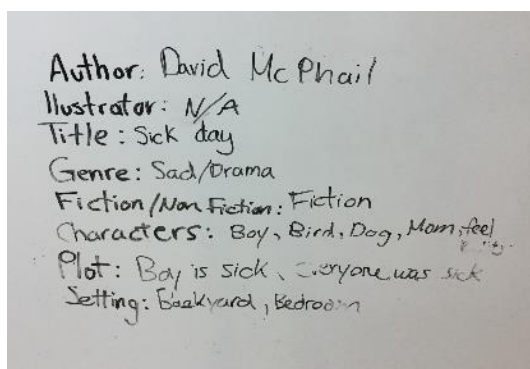 Author: David McPhail
Ilustrator: N/A
Title: Sick day
Genre: Sad/Drama
Fiction/Non Fiction: Fiction
Characters: Boy, Bird, Dog, Mom, feel
Plot: Boy is sick, everyone was sick
Setting: Backyard, Bedroom